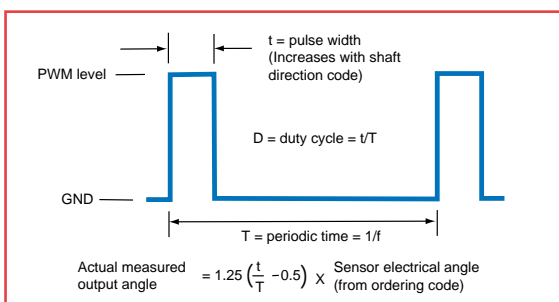 t = pulse width
(Increases with shaft
direction code)
PWM level
D = duty cycle = t/T
GND
T = periodic time = 1/f
Actual measured
output angle
= 1.25 (t/T -0.5) X
Sensor electrical angle
(from ordering code)